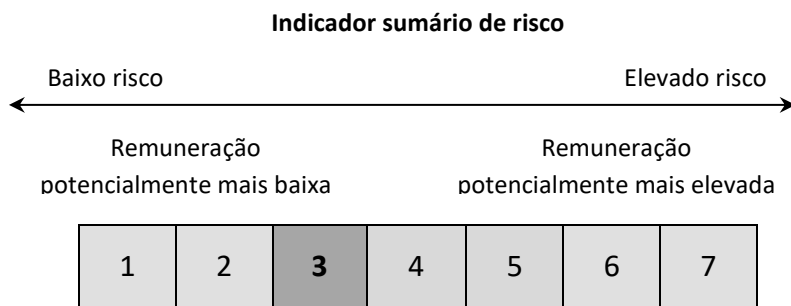 Indicador sumário de risco
Baixo risco Elevado risco
Remuneração Remuneração
potencialmente mais baixa potencialmente mais elevada
1 2 3 4 5 6 7